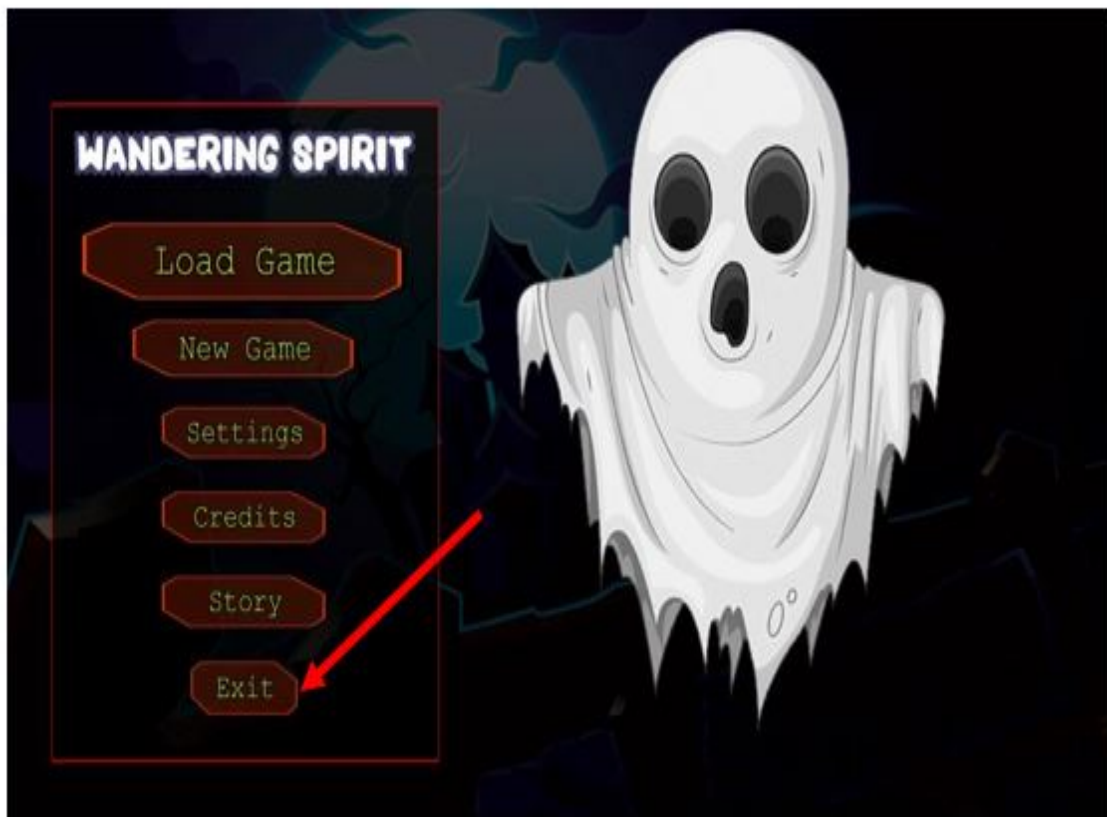 WANDERING SPIRIT
Load Game
New Game
Settings
Credits
Story
Exit